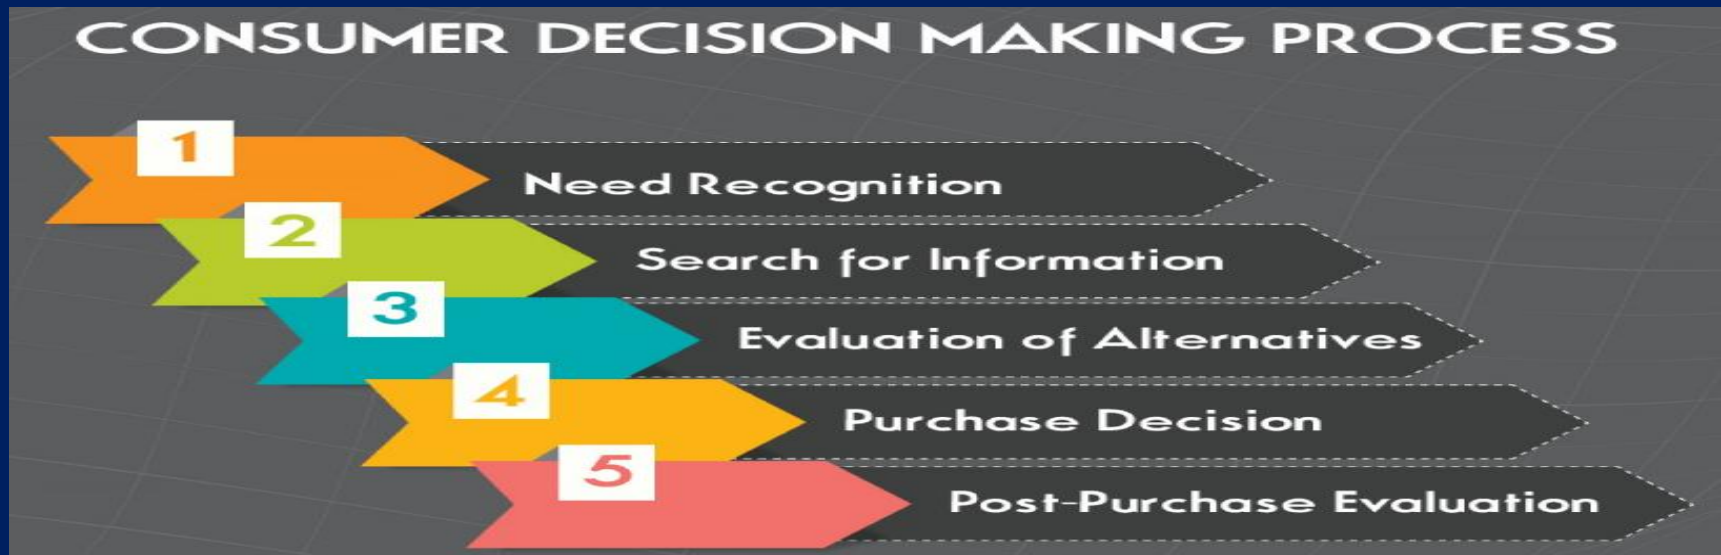 CONSUMER DECISION MAKING PROCESS
1
Need Recognition
2
Search for Information
3
Evaluation of Alternatives
4
Purchase Decision
5
Post-Purchase Evaluation